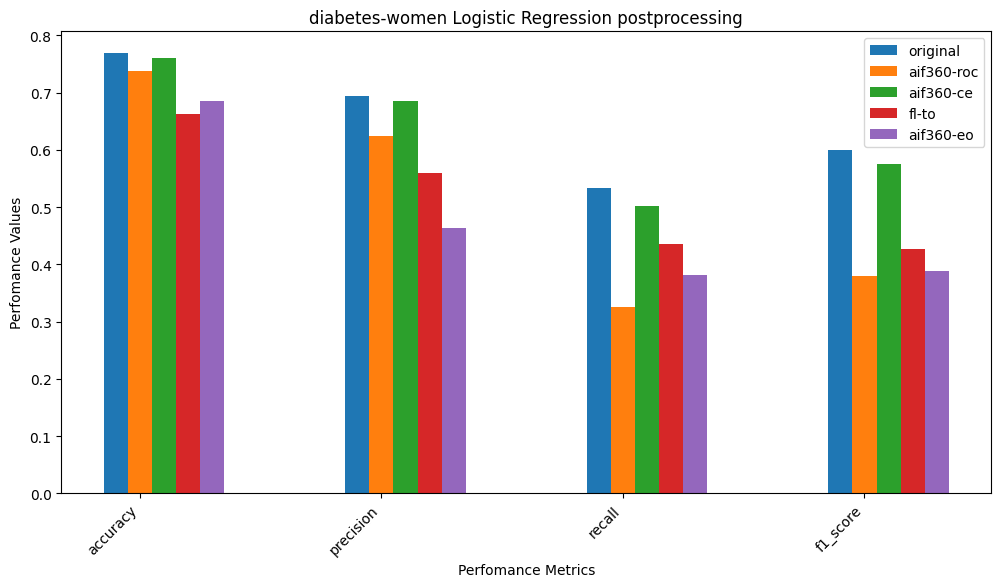 diabetes-women Logistic Regression postprocessing
original
aif360-roc
aif360-ce
fl-to
aif360-eo
Perfomance Values
0.8
0.7
0.6
0.5
0.4
0.3
0.2
0.1
0.0
accuracy
precision
recall
f1_score
Perfomance Metrics